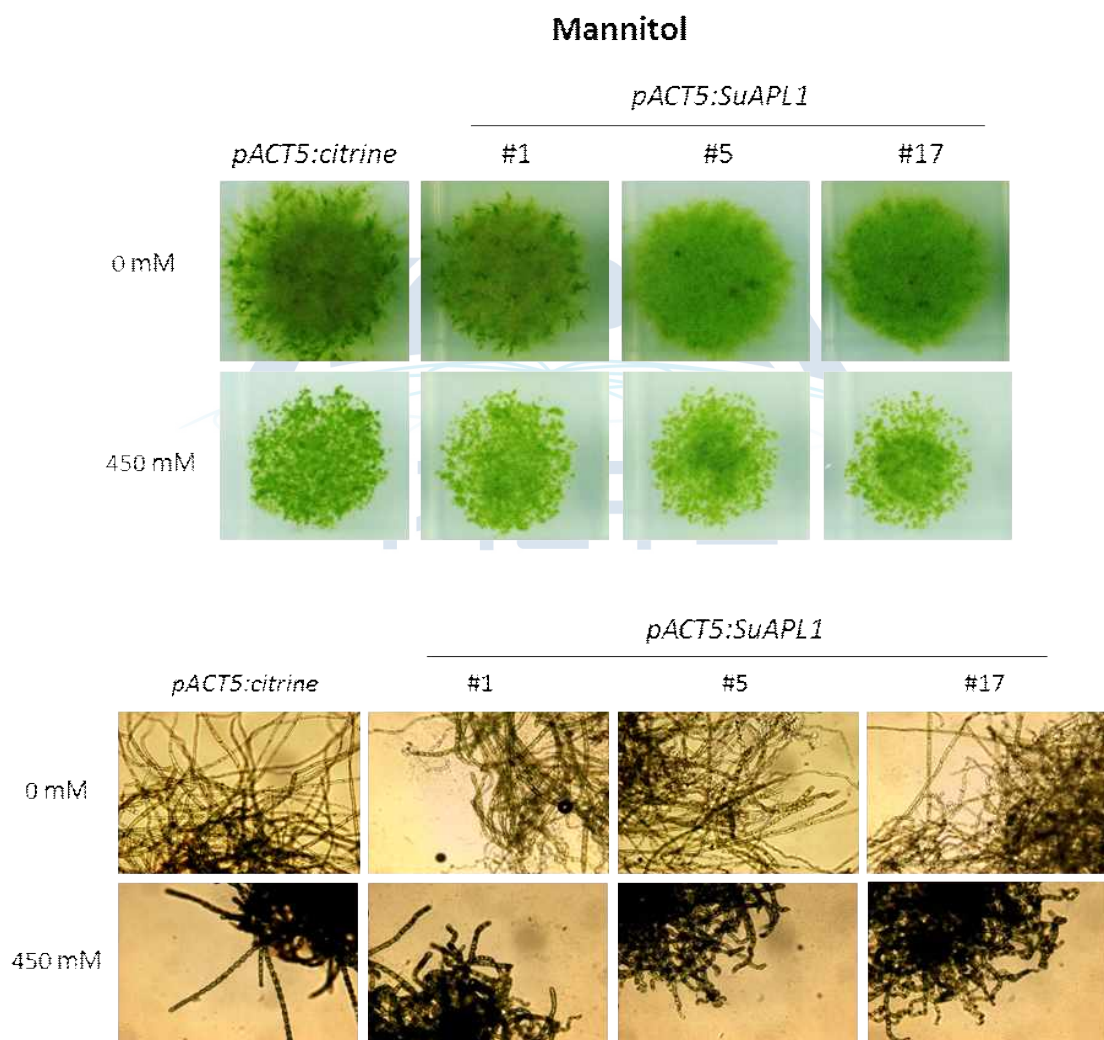 Mannitol
pACT5:SuAPL1
pACT5:citrine #1 #5 #17
0 mM
450 mM
pACT5:SuAPL1
pACT5:citrine #1 #5 #17
0 mM
450 mM